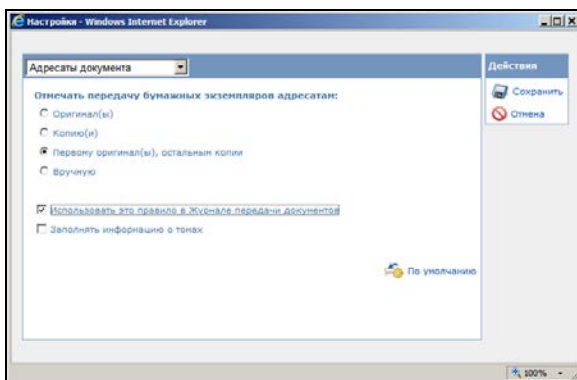 Настройки - Windows Internet Explorer
Адресаты документа
Действия
Сохранить
Отмена
Отмечать передачу бумажных экземпляров адресатам:
Оригинал(ы)
Копию(и)
Первому оригинал(ы), остальным копии
Вручную
Использовать это правило в Журнале передачи документов
Заполнять информацию о томах
По умолчанию
100%